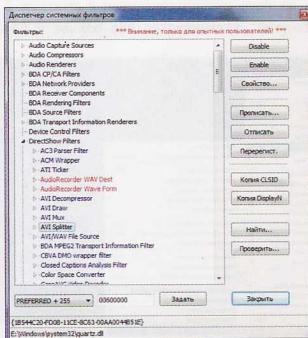 Диспетчер системных фильтров
Фильтры:
*** Внимание, только для опытных пользователей! ***
Audio Capture Sources
Audio Compressors
Audio Renderers
BDA CP/CA Filters
BDA Network Providers
BDA Receiver Components
BDA Rendering Filters
BDA Source Filters
BDA Transport Information Renderers
Device Control Filters
DirectShow Filters
AC3 Parser Filter
ACM Wrapper
ATI Ticker
AudioRecorder WAV Dest
AudioRecorder Wave Form
AVI Decompressor
AVI Draw
AVI Mux
AVI Splitter
AVI/WAV File Source
BDA MPEG2 Transport Information Filter
CBVA DMO wrapper filter
Closed Captions Analysis Filter
Color Space Converter
Disable
Enable
Свойство...
Прописать...
Отписать
Перерегист.
Копия CLSID
Копия DisplayN
Найти...
Проверить...
PREFERRED + 255
00600000
Задать
Закрыть
{1B544C20-FD0B-11CE-8C63-00AA0044B51E}
E:\Windows\system32\quartz.dll